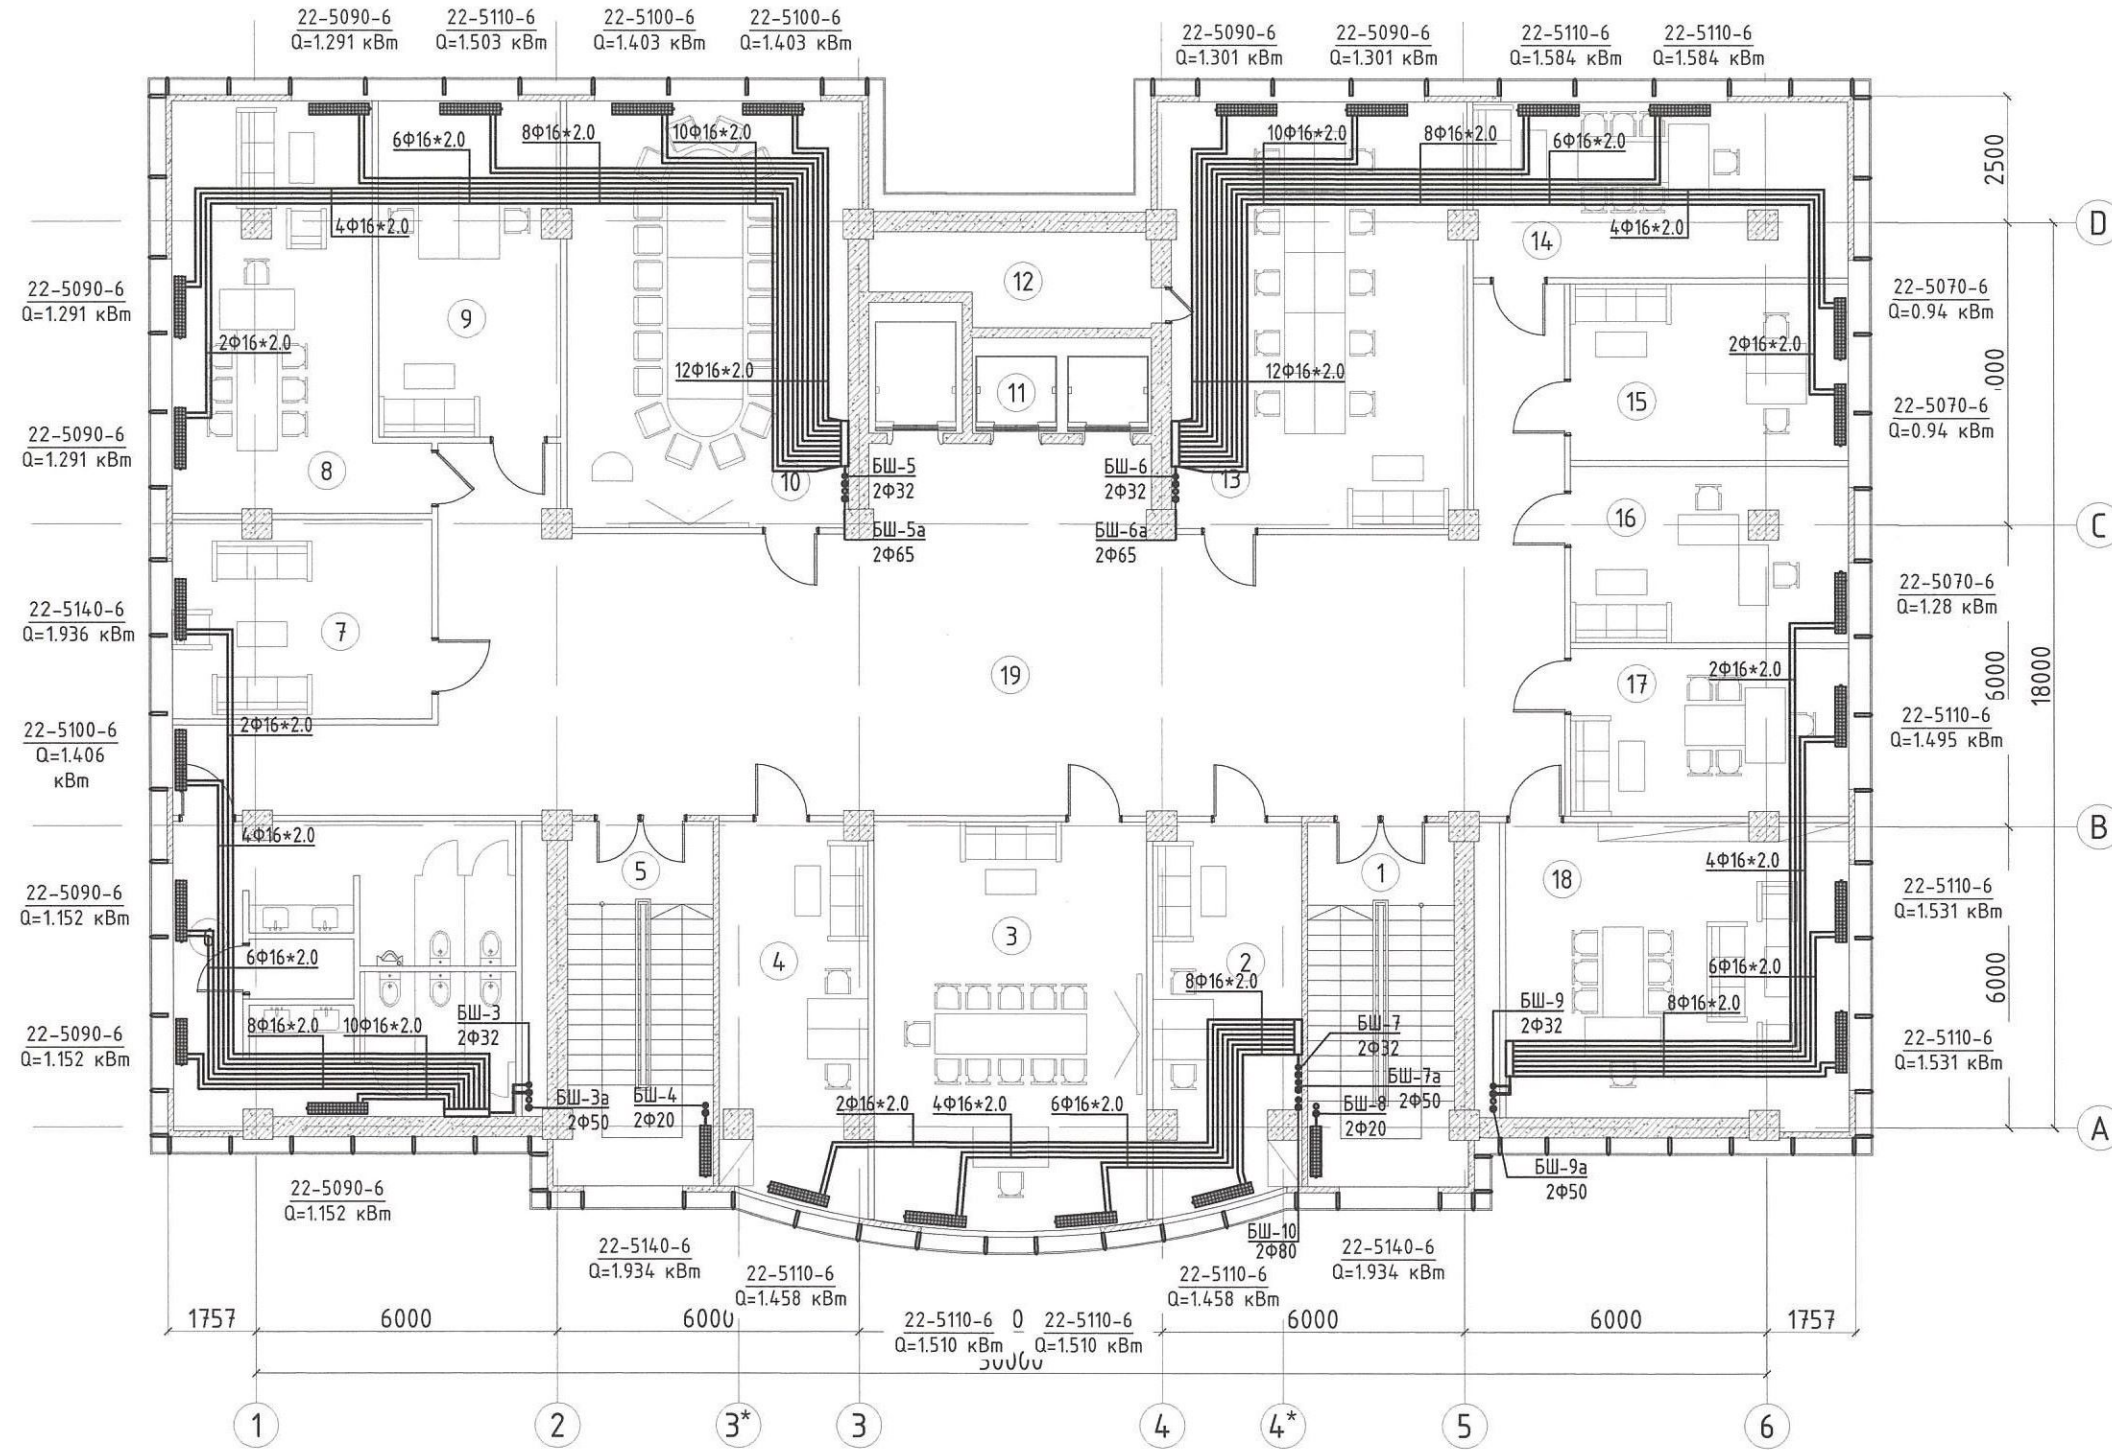 22-5090-6
Q=1.291 кВт
22-5110-6
Q=1.503 кВт
22-5100-6
Q=1.403 кВт
22-5100-6
Q=1.403 кВт
22-5090-6
Q=1.301 кВт
22-5090-6
Q=1.301 кВт
22-5110-6
Q=1.584 кВт
22-5110-6
Q=1.584 кВт
6Ф16*2.0
8Ф16*2.0
10Ф16*2.0
10Ф16*2.0
8Ф16*2.0
6Ф16*2.0
2500
4Ф16*2.0
4Ф16*2.0
14
D
12
22-5090-6
Q=1.291 кВт
9
22-5070-6
Q=0.94 кВт
2Ф16*2.0
2Ф16*2.0
12Ф16*2.0
12Ф16*2.0
11
15
000
22-5070-6
Q=0.94 кВт
22-5090-6
Q=1.291 кВт
8
10
БШ-5
2Ф32
БШ-6
2Ф32
13
16
C
БШ-5а
2Ф65
БШ-6а
2Ф65
22-5140-6
Q=1.936 кВт
7
22-5070-6
Q=1.28 кВт
19
17
2Ф16*2.0
6000
18000
2Ф16*2.0
22-5100-6
Q=1.406
кВт
22-5110-6
Q=1.495 кВт
4Ф16*2.0
B
5
1
18
4Ф16*2.0
22-5090-6
Q=1.152 кВт
22-5110-6
Q=1.531 кВт
6Ф16*2.0
4
3
2
8Ф16*2.0
6Ф16*2.0
6000
8Ф16*2.0
10Ф16*2.0
БШ-3
2Ф32
БШ-7
2Ф32
БШ-9
2Ф32
8Ф16*2.0
22-5090-6
Q=1.152 кВт
22-5110-6
Q=1.531 кВт
БШ-3а
2Ф50
БШ-4
2Ф20
2Ф16*2.0
4Ф16*2.0
6Ф16*2.0
БШ-7а
2Ф50
БШ-8
2Ф20
A
БШ-9а
2Ф50
22-5090-6
Q=1.152 кВт
БШ-10
2Ф80
22-5140-6
Q=1.934 кВт
22-5110-6
Q=1.458 кВт
22-5110-6
Q=1.458 кВт
22-5140-6
Q=1.934 кВт
1757
6000
6000
22-5110-6
Q=1.510 кВт
0
22-5110-6
Q=1.510 кВт
6000
6000
1757
30000
1
2
3*
3
4
4*
5
6